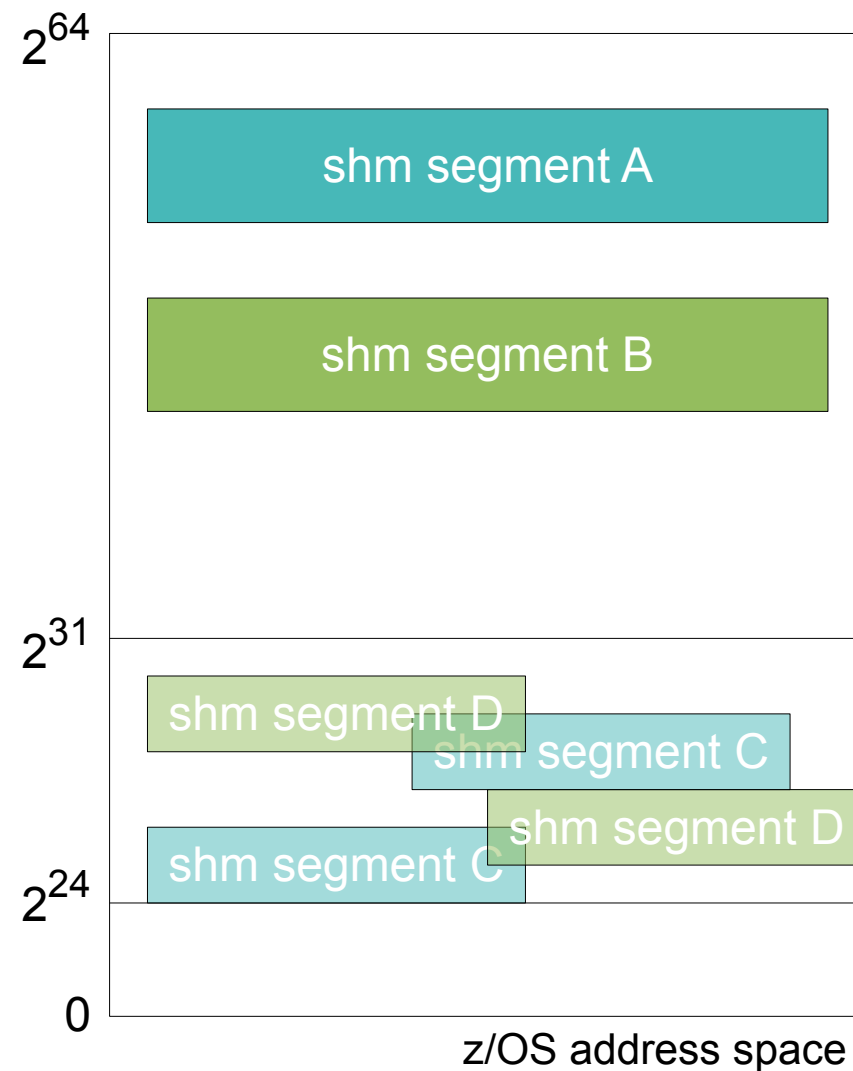 2^64
shm segment A
shm segment B
2^31
shm segment D
shm segment C
shm segment D
shm segment C
2^24
0
z/OS address space